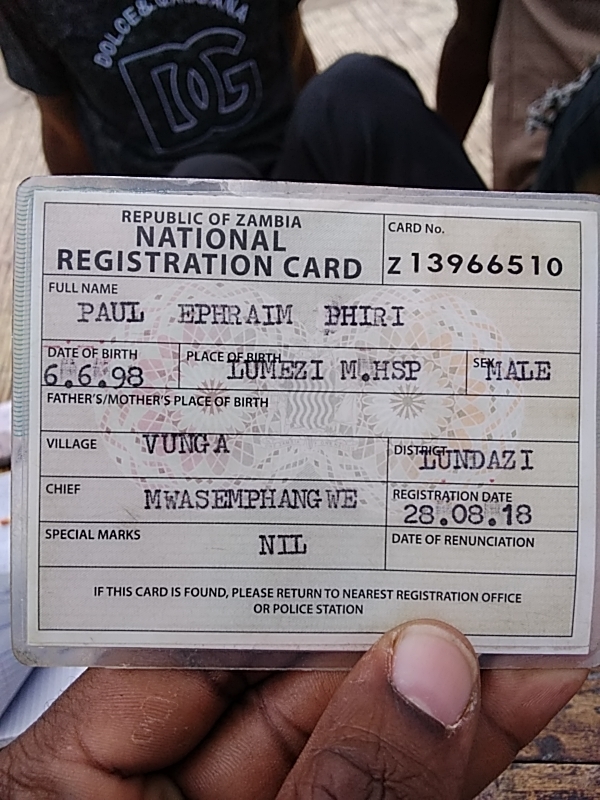 DOLCE&GABBANA
DG
REPUBLIC OF ZAMBIA
NATIONAL
REGISTRATION CARD
CARD No.
Z 13966510
FULL NAME
PAUL EPHRAIM PHIRI
DATE OF BIRTH
6.6.98
PLACE OF BIRTH
LUMEZI M.HSP
SEX
MALE
FATHER'S/MOTHER'S PLACE OF BIRTH
VILLAGE
VUNGA
DISTRICT
LUNDAZI
CHIEF
MWASEMPHANGWE
REGISTRATION DATE
28.08.18
SPECIAL MARKS
NIL
DATE OF RENUNCIATION
IF THIS CARD IS FOUND, PLEASE RETURN TO NEAREST REGISTRATION OFFICE
OR POLICE STATION